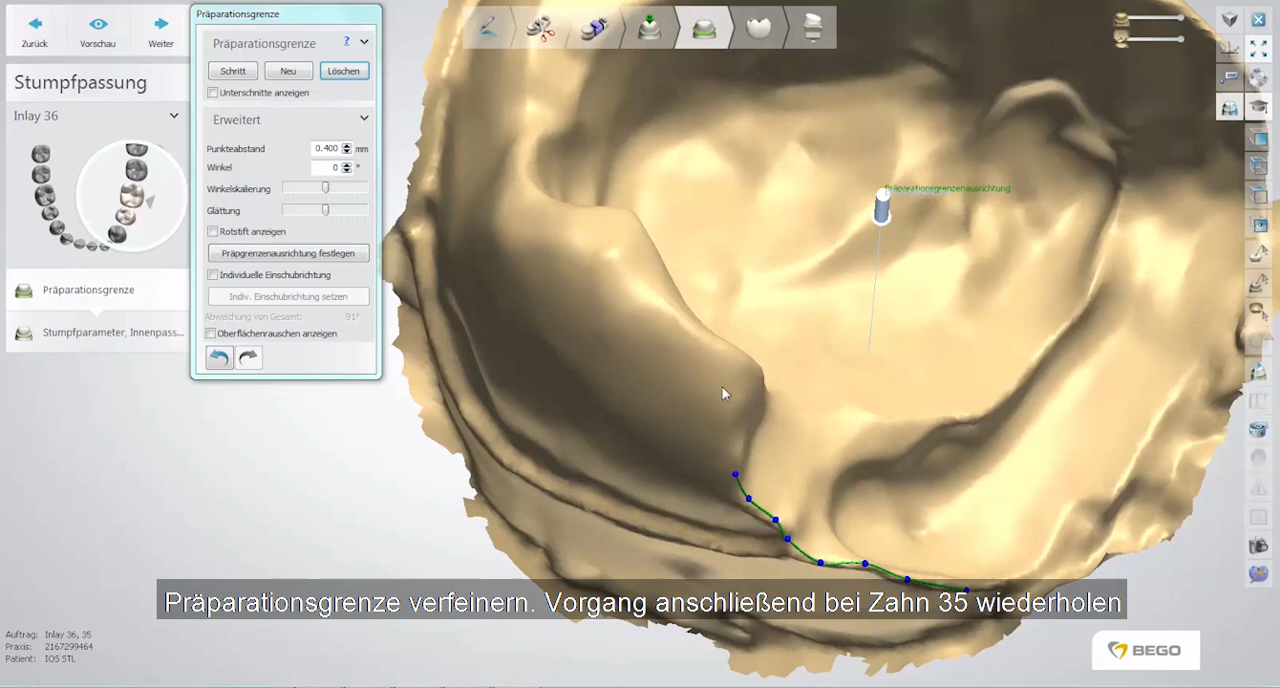 Zurück
Vorschau
Weiter
Stumpfpassung
Inlay 36
Präparationsgrenze
Stumpfparameter, Innenpass...
Präparationsgrenze
Präparationsgrenze ?
Schritt
Neu
Löschen
Unterschnitte anzeigen
Erweitert
Punkteabstand 0.400 mm
Winkel 0 °
Winkelskalierung
Glättung
Rotstift anzeigen
Präpgrenzenausrichtung festlegen
Individuelle Einschubrichtung
Indiv. Einschubrichtung setzen
Abweichung von Gesamt: 91°
Oberflächenrauschen anzeigen
Präparationsgrenzenausrichtung
Präparationsgrenze verfeinern. Vorgang anschließend bei Zahn 35 wiederholen
Auftrag: Inlay 36, 35
Praxis: 2167299464
Patient: IOS STL
BEGO